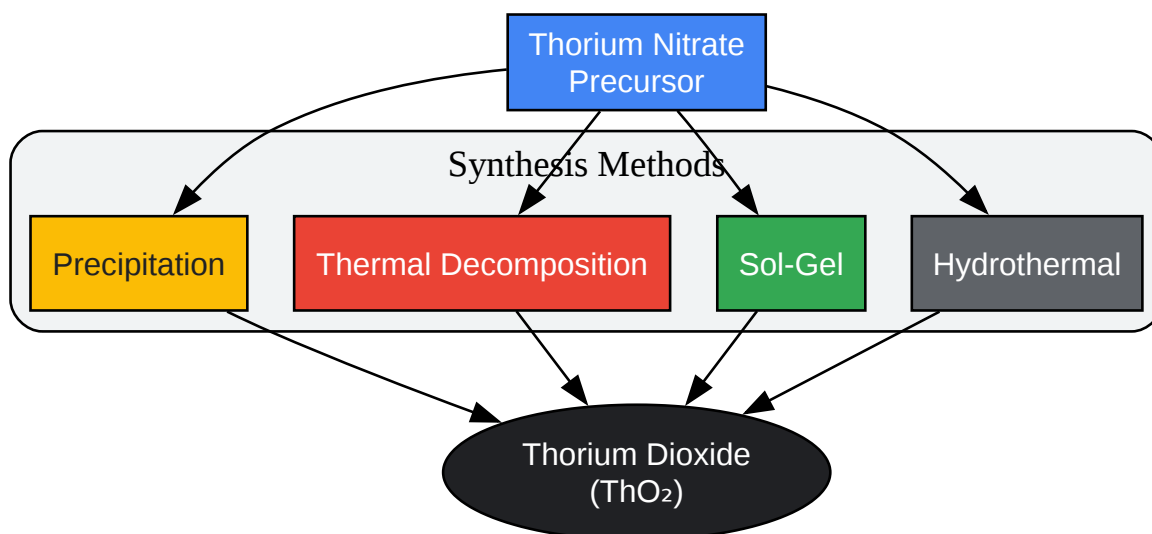 Thorium Nitrate
Precursor
Synthesis Methods
Precipitation
Thermal Decomposition
Sol-Gel
Hydrothermal
Thorium Dioxide
(ThO₂)